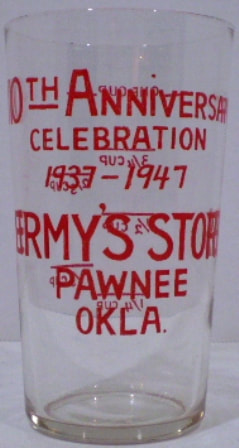 10TH ANNIVERSAR
CELEBRATION
1937-1947
ERMY'S STOR
PAWNEE
OKLA.